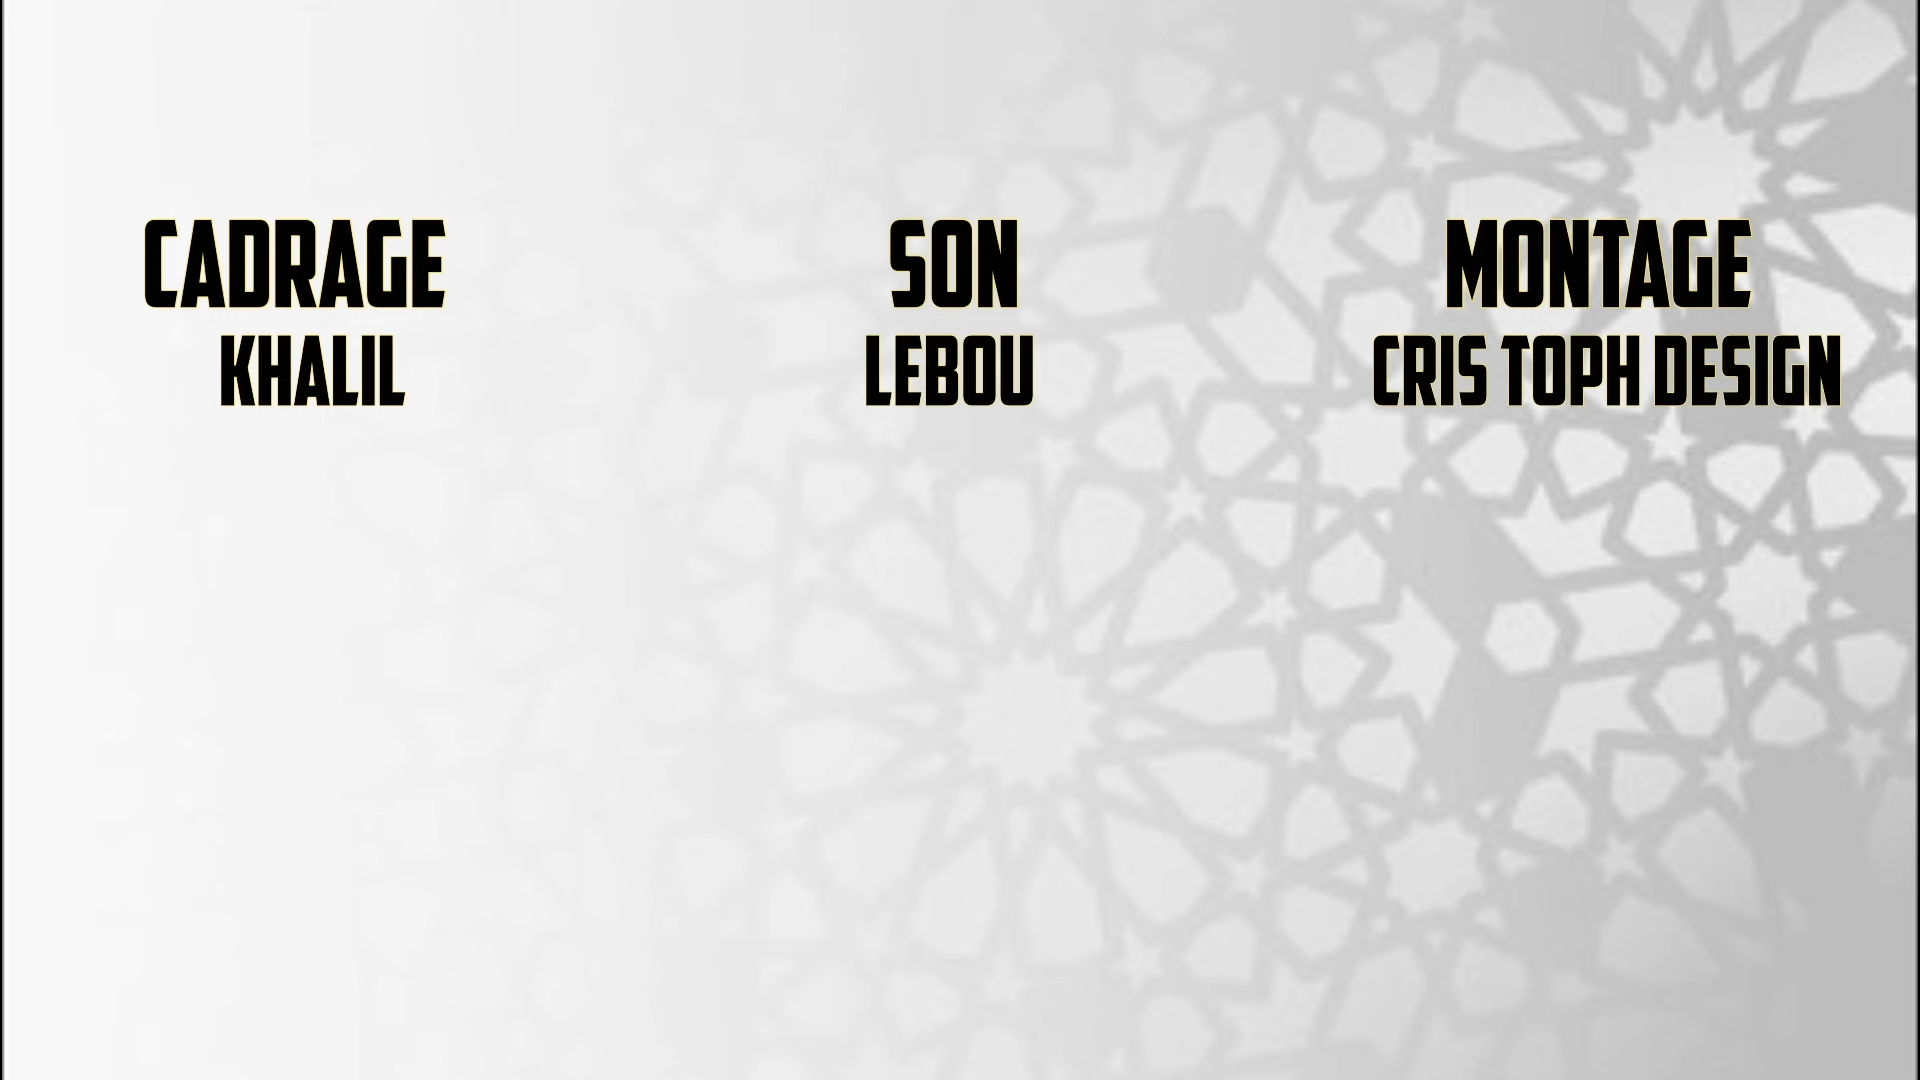 CADRAGE
KHALIL
SON
LEBOU
MONTAGE
CRIS TOPH DESIGN